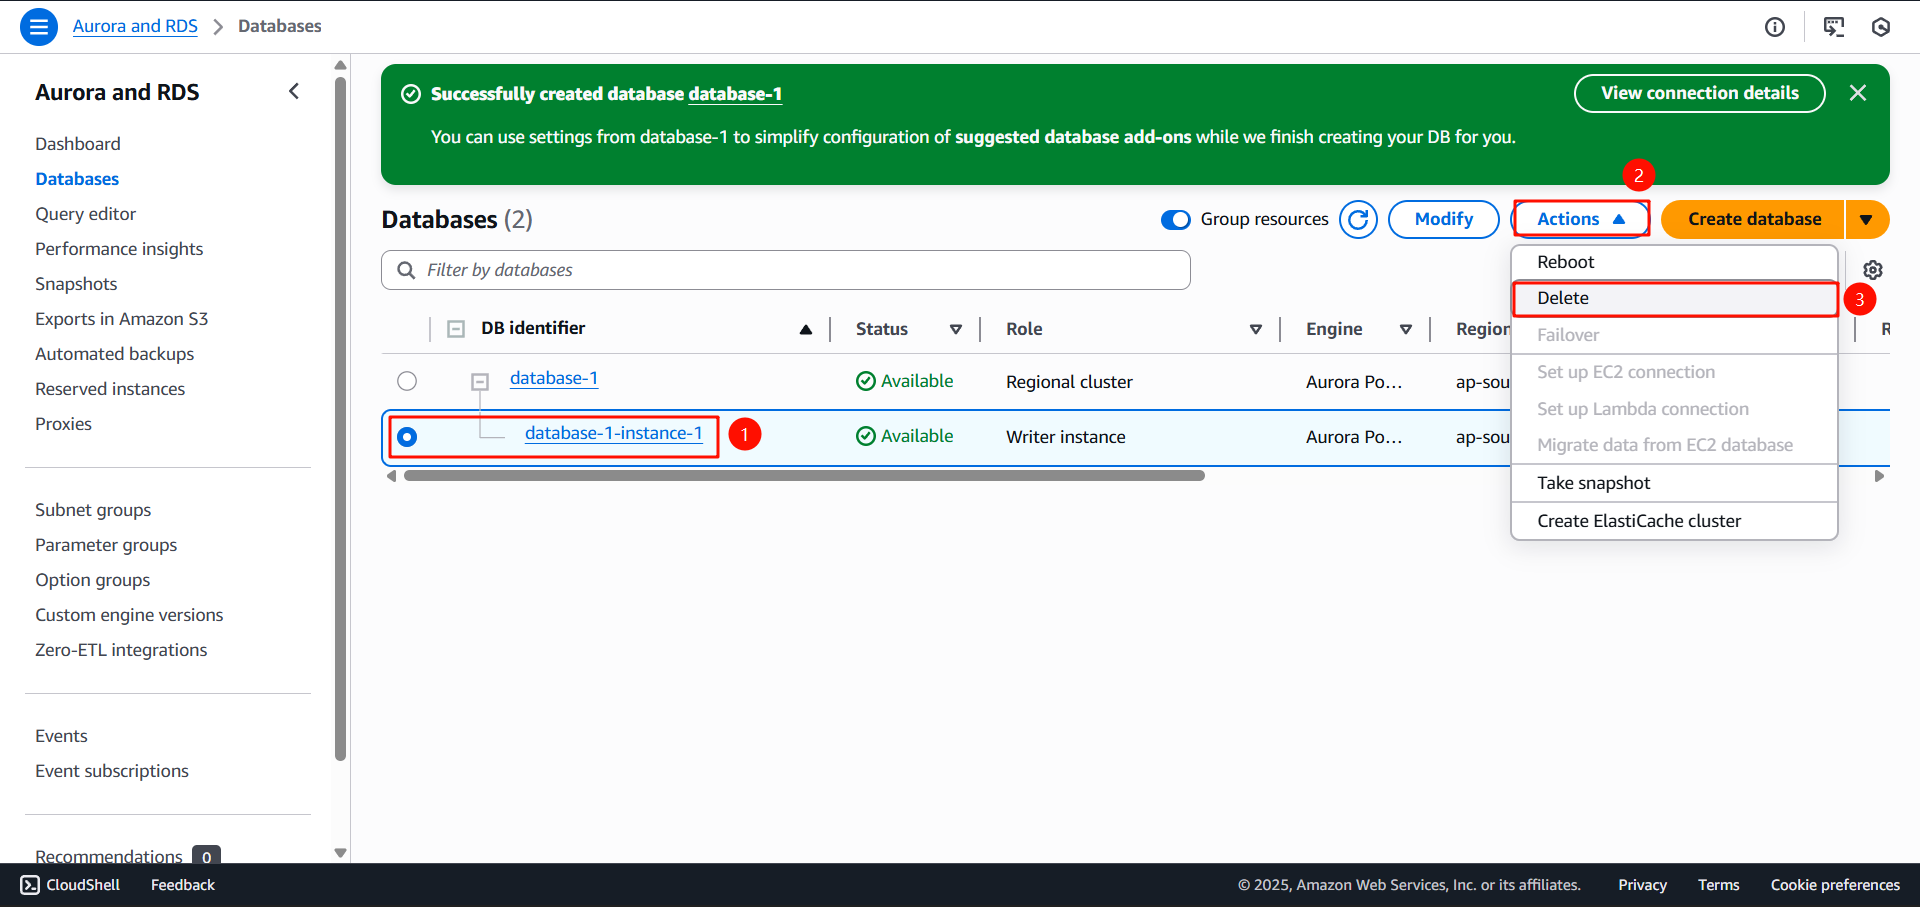 Aurora and RDS > Databases
Aurora and RDS
Dashboard
Databases
Query editor
Performance insights
Snapshots
Exports in Amazon S3
Automated backups
Reserved instances
Proxies
Subnet groups
Parameter groups
Option groups
Custom engine versions
Zero-ETL integrations
Events
Event subscriptions
Recommendations 0
Successfully created database database-1
View connection details
You can use settings from database-1 to simplify configuration of suggested database add-ons while we finish creating your DB for you.
2
Databases (2)
Group resources
Modify
Actions
Create database
Filter by databases
Reboot
Delete
3
Failover
Set up EC2 connection
Set up Lambda connection
Migrate data from EC2 database
Take snapshot
Create ElastiCache cluster
DB identifier Status Role Engine Region R
database-1 Available Regional cluster Aurora Po... ap-sou
database-1-instance-1 1 Available Writer instance Aurora Po... ap-sou
CloudShell Feedback © 2025, Amazon Web Services, Inc. or its affiliates. Privacy Terms Cookie preferences